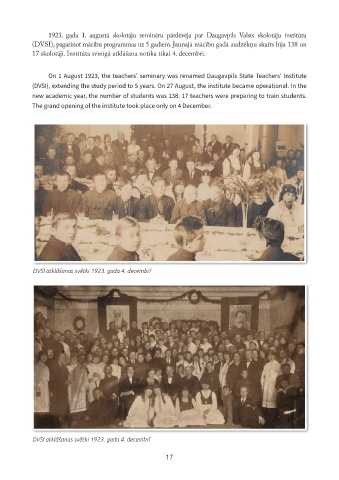 1923. gada 1. augustā skolotāju semināru pārdēvēja par Daugavpils Valsts skolotāju institūtu
(DVSI), pagarinot mācību programmas uz 5 gadiem. Jaunajā mācību gadā audzēkņu skaits bija 138 un
17 skolotāji. Institūta svinīgā atklāšana notika tikai 4. decembrī.
On 1 August 1923, the teachers' seminary was renamed Daugavpils State Teachers' Institute
(DVSI), extending the study period to 5 years. On 27 August, the institute became operational. In the
new academic year, the number of students was 138. 17 teachers were preparing to train students.
The grand opening of the institute took place only on 4 December.
DVSI atklāšanas svētki 1923. gada 4. decembrī
DVSI atklāšanas svētki 1923. gada 4. decembrī
17